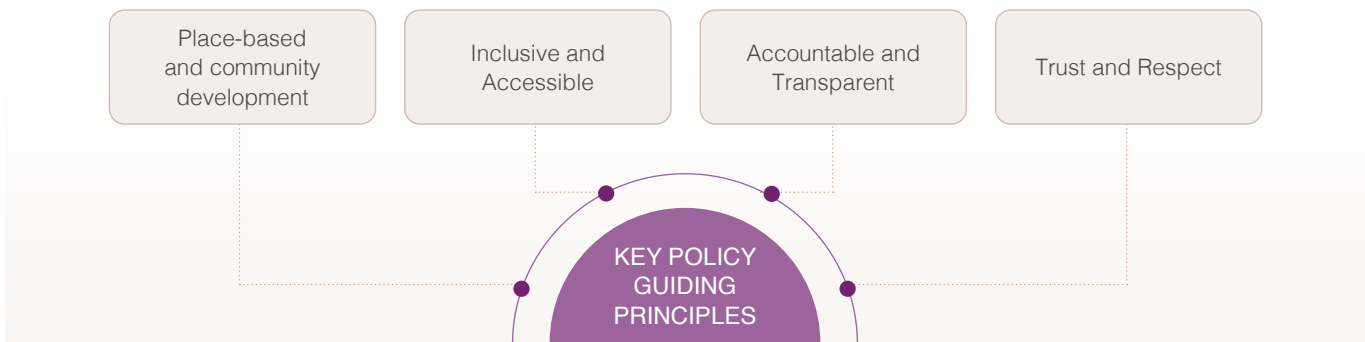 Place-based
and community
development
Inclusive and
Accessible
Accountable and
Transparent
Trust and Respect
KEY POLICY
GUIDING
PRINCIPLES